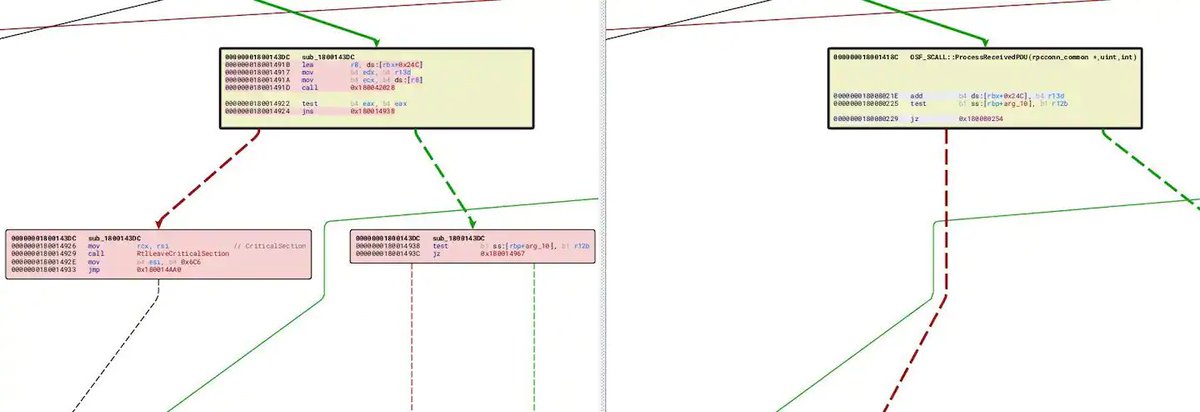 00000001800143DC sub_1800143DC
0000000180014910 lea r8, ds:[rbx+0x24C]
0000000180014917 mov b4 edx, b4 r13d
000000018001491A mov b4 ecx, b4 ds:[r8]
000000018001491D call 0x180042028
0000000180014922 test b4 eax, b4 eax
0000000180014924 jns 0x180014938
00000001800143DC sub_1800143DC
0000000180014926 mov rcx, rsi // CriticalSection
0000000180014929 call RtlLeaveCriticalSection
000000018001492E mov b4 esi, b4 0x6C6
0000000180014933 jmp 0x180014AA0
00000001800143DC sub_1800143DC
0000000180014938 test b1 ss:[rbp+arg_10], b1 r12b
000000018001493C jz 0x180014967
000000018001418C OSF_SCALL::ProcessReceivedPDU(rpcconn_common *,uint,int)
000000018008021E add b4 ds:[rbx+0x24C], b4 r13d
0000000180080225 test b1 ss:[rbp+arg_10], b1 r12b
0000000180080229 jz 0x180080254